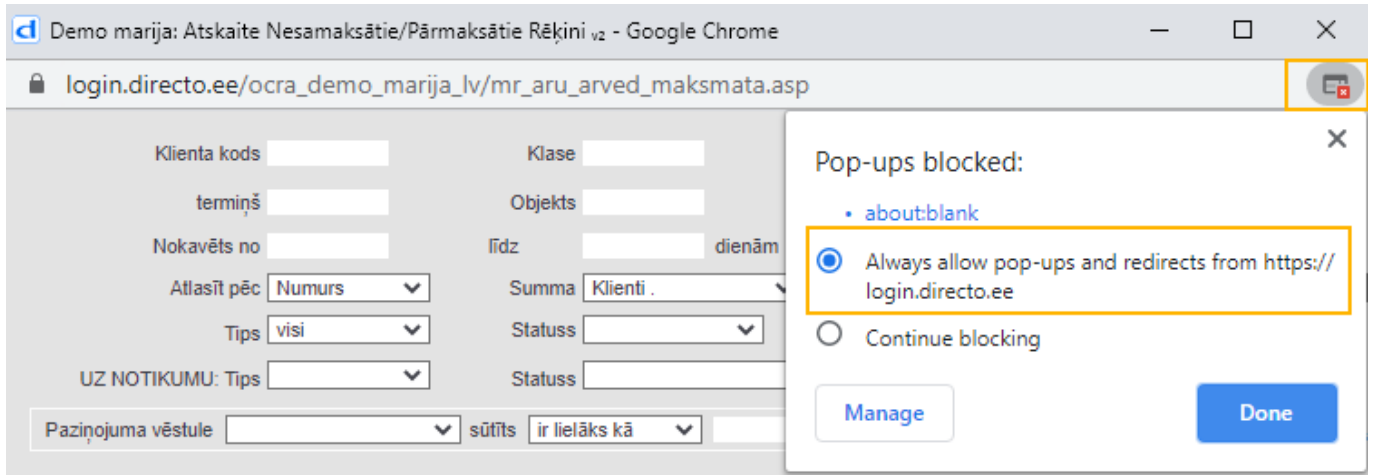 Demo marija: Atskaite Nesamaksātie/Pārmaksātie Rēķini v2 - Google Chrome
login.directo.ee/ocra_demo_marija_lv/mr_aru_arved_maksmata.asp
Klienta kods Klase
termiņš Objekts
Nokavēts no līdz dienām
Atlasīt pēc Numurs Summa Klienti .
Tips visi Statuss
UZ NOTIKUMU: Tips Statuss
Paziņojuma vēstule sūtīts ir lielāks kā
Pop-ups blocked:
• about:blank
Always allow pop-ups and redirects from https://
login.directo.ee
Continue blocking
Manage Done